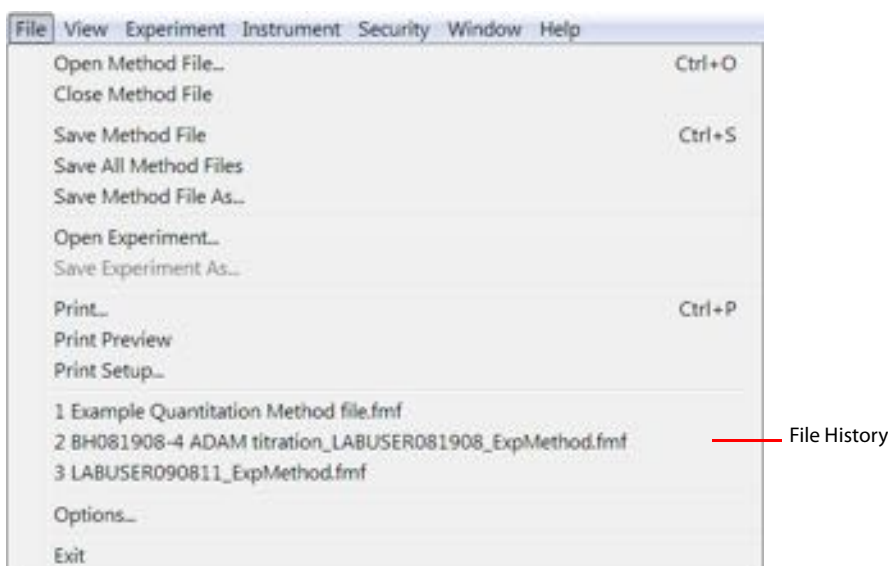 File View Experiment Instrument Security Window Help
Open Method File... Ctrl+O
Close Method File
Save Method File Ctrl+S
Save All Method Files
Save Method File As...
Open Experiment...
Save Experiment As...
Print... Ctrl+P
Print Preview
Print Setup...
1 Example Quantitation Method file.fmf
2 BH081908-4 ADAM titration_LABUSER081908_ExpMethod.fmf
File History
3 LABUSER090811_ExpMethod.fmf
Options...
Exit